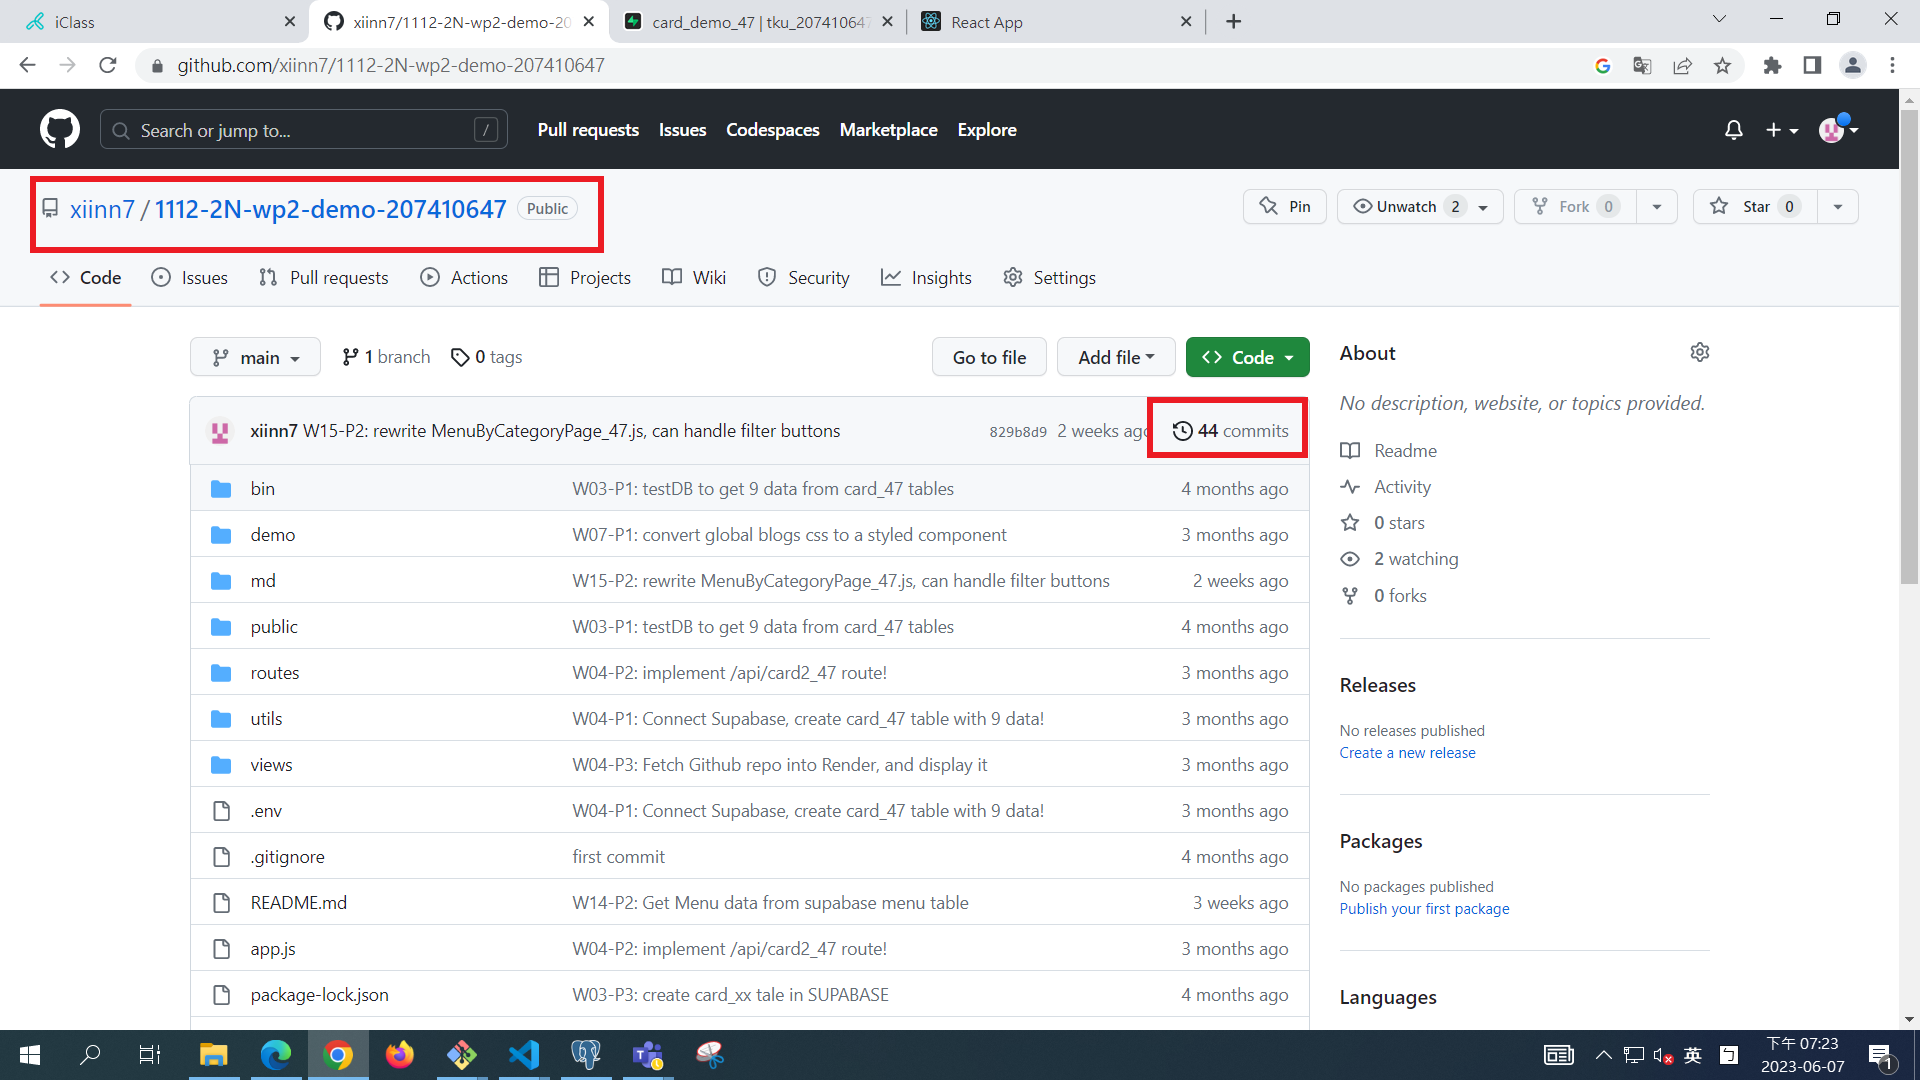 iClass
xiinn7/1112-2N-wp2-demo-20
card_demo_47 | tku_207410647
React App
github.com/xiinn7/1112-2N-wp2-demo-207410647
Search or jump to...
/
Pull requests Issues Codespaces Marketplace Explore
xiinn7 / 1112-2N-wp2-demo-207410647 Public
Pin
Unwatch 2
Fork 0
Star 0
Code Issues Pull requests Actions Projects Wiki Security Insights Settings
main 1 branch 0 tags
Go to file Add file Code
xiinn7 W15-P2: rewrite MenuByCategoryPage_47.js, can handle filter buttons 829b8d9 2 weeks ago 44 commits
bin W03-P1: testDB to get 9 data from card_47 tables 4 months ago
demo W07-P1: convert global blogs css to a styled component 3 months ago
md W15-P2: rewrite MenuByCategoryPage_47.js, can handle filter buttons 2 weeks ago
public W03-P1: testDB to get 9 data from card_47 tables 4 months ago
routes W04-P2: implement /api/card2_47 route! 3 months ago
utils W04-P1: Connect Supabase, create card_47 table with 9 data! 3 months ago
views W04-P3: Fetch Github repo into Render, and display it 3 months ago
.env W04-P1: Connect Supabase, create card_47 table with 9 data! 3 months ago
.gitignore first commit 4 months ago
README.md W14-P2: Get Menu data from supabase menu table 3 weeks ago
app.js W04-P2: implement /api/card2_47 route! 3 months ago
package-lock.json W03-P3: create card_xx tale in SUPABASE 4 months ago
About
No description, website, or topics provided.
Readme
Activity
0 stars
2 watching
0 forks
Releases
No releases published
Create a new release
Packages
No packages published
Publish your first package
Languages
英
下午 07:23
2023-06-07
1